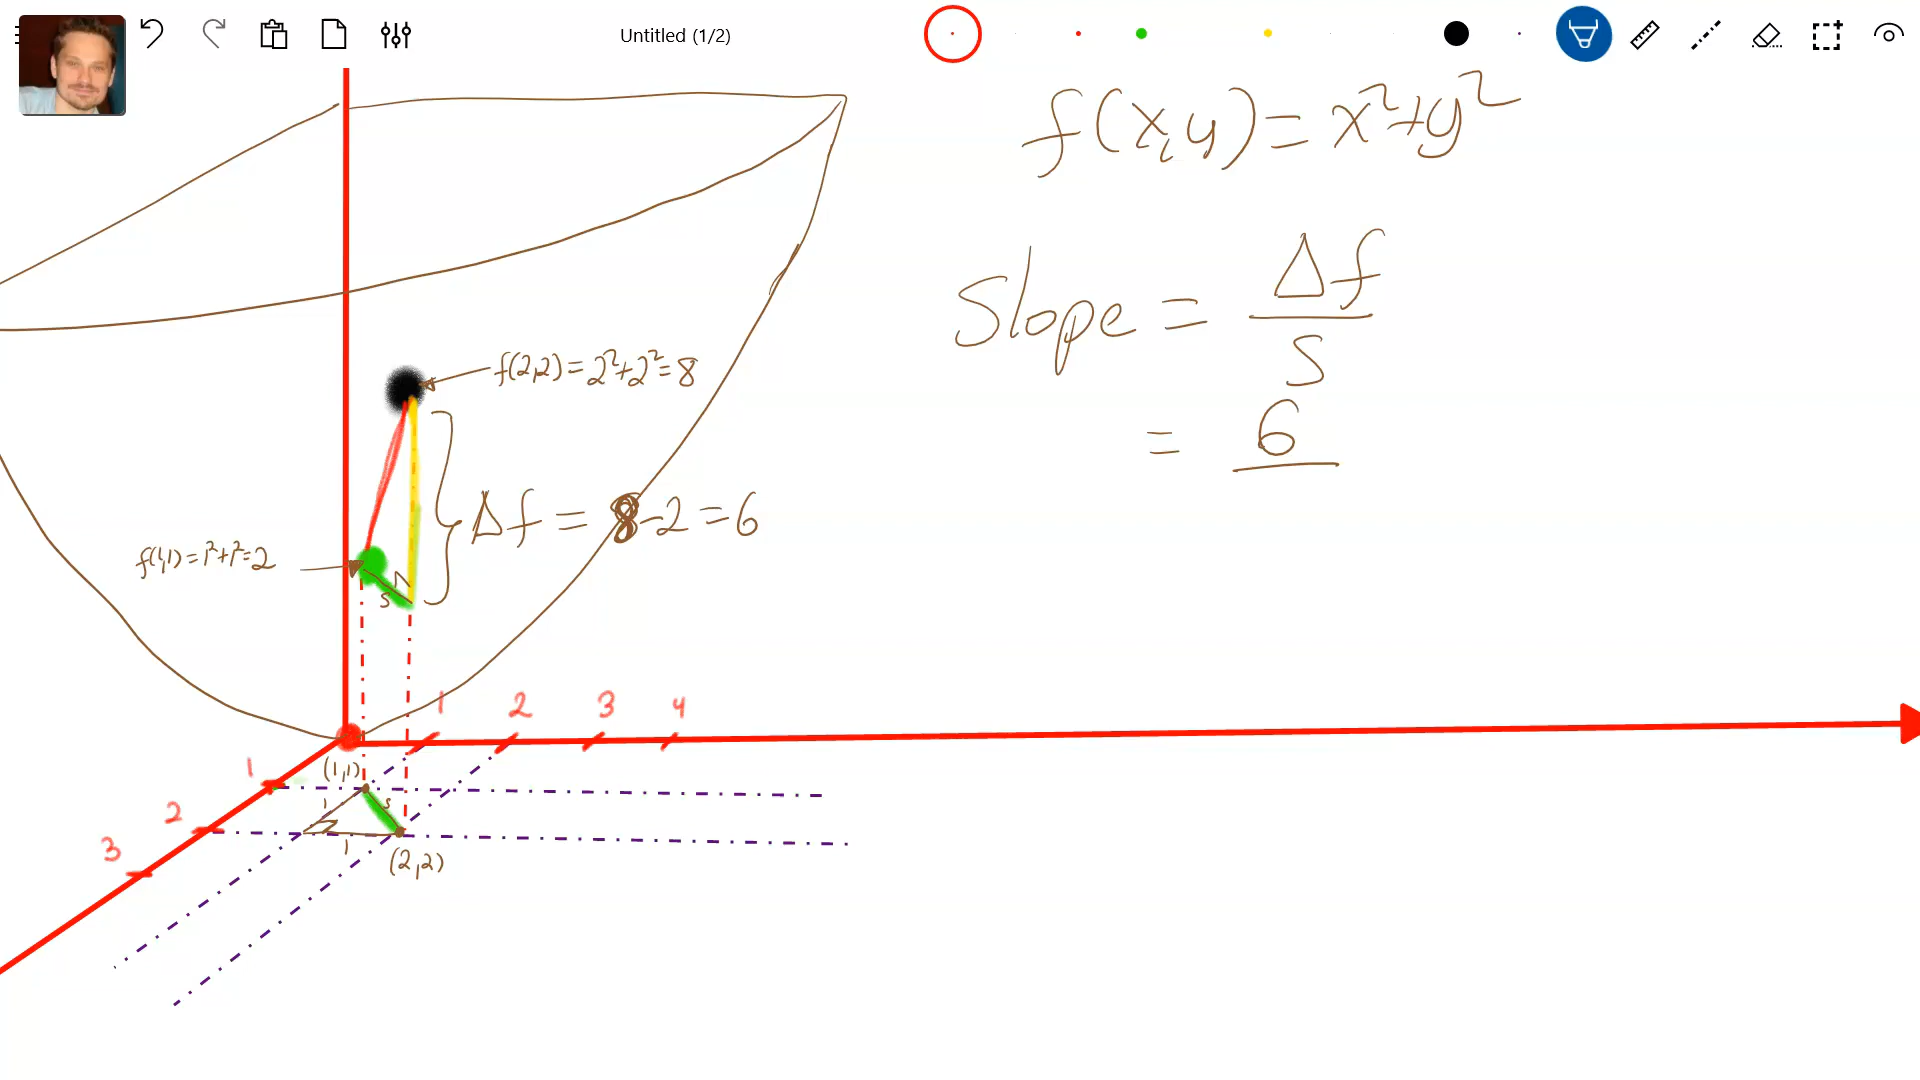 Untitled (1/2)
f(x,y) = x²+y²
Slope = Δf
S
= 6
f(2,2) = 2²+2² = 8
Δf = 8-2 = 6
f(1,1) = 1²+1² = 2
S
1 2 3 4
1
(1,1)
1 S
2
1
3
(2,2)